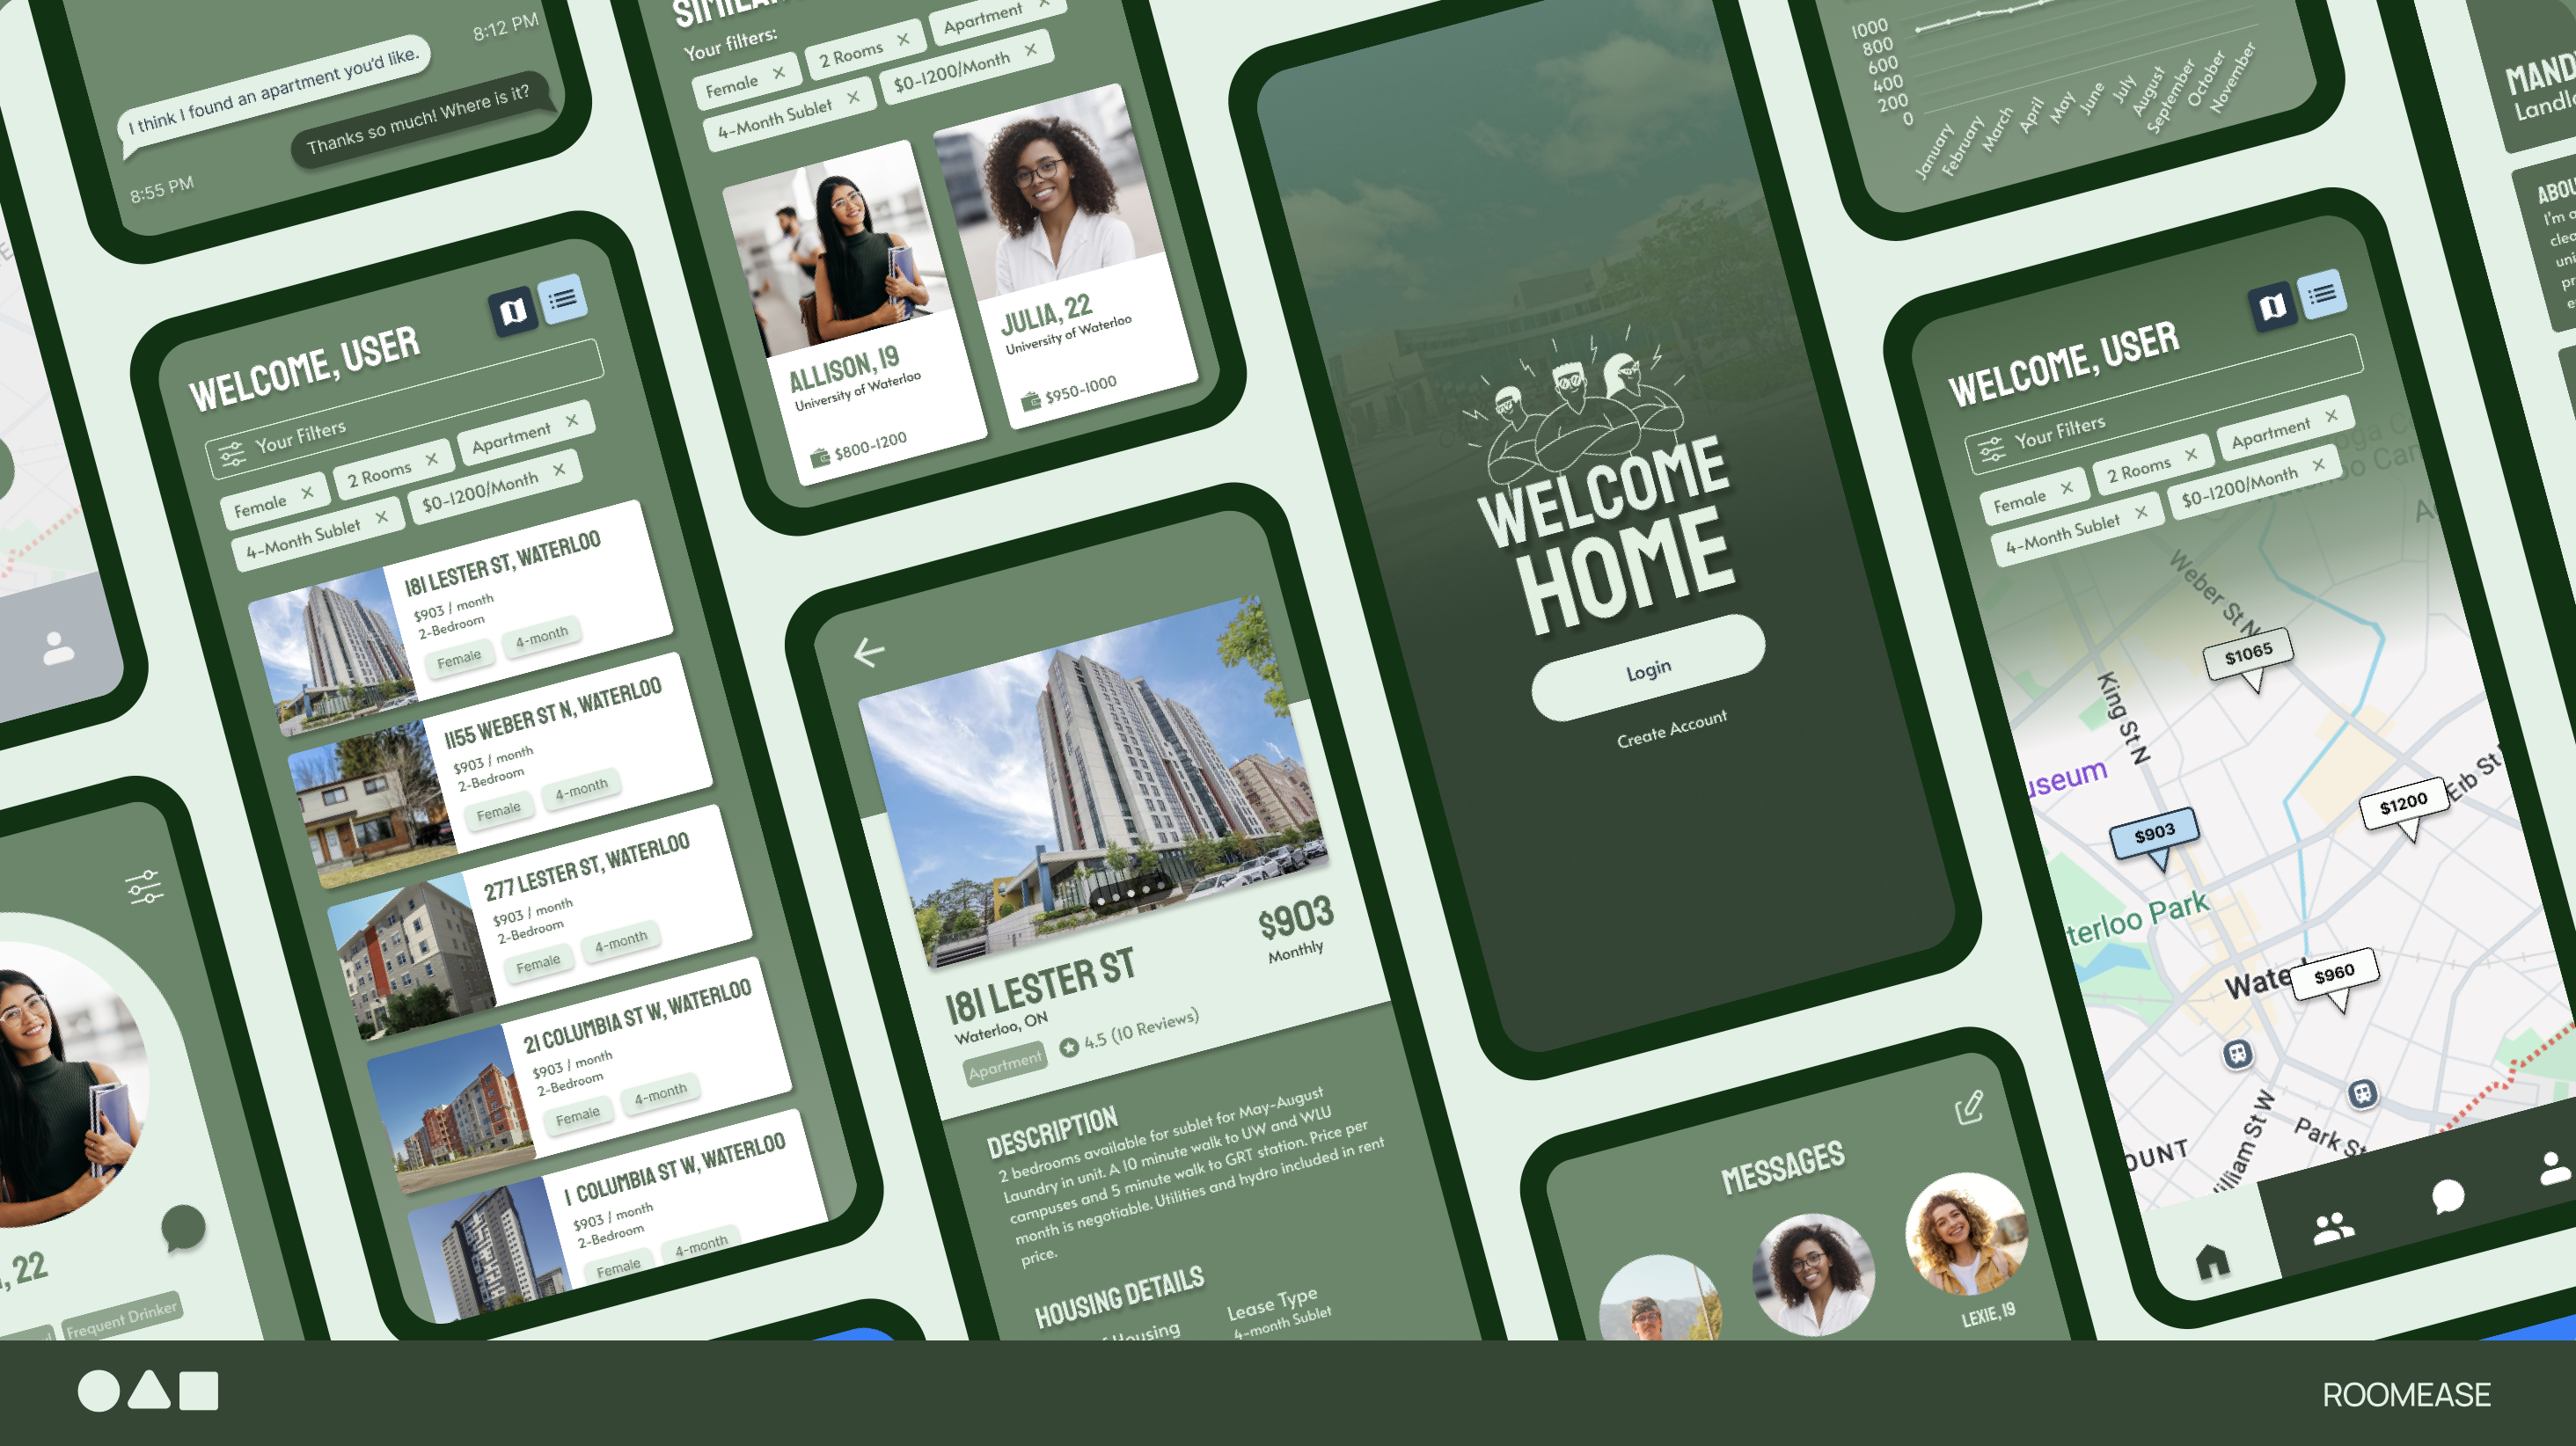 8:12 PM
I think I found an apartment you'd like.
Thanks so much! Where is it?
8:55 PM
WELCOME, USER
Your Filters
Female ×
2 Rooms ×
Apartment ×
4-Month Sublet ×
$0-1200/Month ×
181 LESTER ST, WATERLOO
$903 / month
2-Bedroom
Female
4-month
1155 WEBER ST N, WATERLOO
$903 / month
2-Bedroom
Female
4-month
277 LESTER ST, WATERLOO
$903 / month
2-Bedroom
Female
4-month
21 COLUMBIA ST W, WATERLOO
$903 / month
2-Bedroom
Female
4-month
1 COLUMBIA ST W, WATERLOO
$903 / month
2-Bedroom
Female
4-month
, 22
Frequent Drinker
Your filters:
Female ×
2 Rooms ×
Apartment ×
4-Month Sublet ×
$0-1200/Month ×
ALLISON, 19
University of Waterloo
$800-1200
JULIA, 22
University of Waterloo
$950-1000
$903
Monthly
181 LESTER ST
Waterloo, ON
Apartment
4.5 (10 Reviews)
DESCRIPTION
2 bedrooms available for sublet for May-August
Laundry in unit. A 10 minute walk to UW and WLU
campuses and 5 minute walk to GRT station. Price per
month is negotiable. Utilities and hydro included in rent
price.
HOUSING DETAILS
Housing
Lease Type
4-month Sublet
WELCOME
HOME
Login
Create Account
MESSAGES
LEXIE, 19
1000
800
600
400
200
0
January
February
March
April
May
June
July
August
September
October
November
WELCOME, USER
Your Filters
Female ×
2 Rooms ×
Apartment ×
4-Month Sublet ×
$0-1200/Month ×
Weber St N
$1065
King St N
useum
$1200
Erb St
$903
terloo Park
Wate
$960
William St W
Park St
OUNT
MAND
Landlo
ABOU
I'm a
clea
uni
pr
e
ROOMEASE